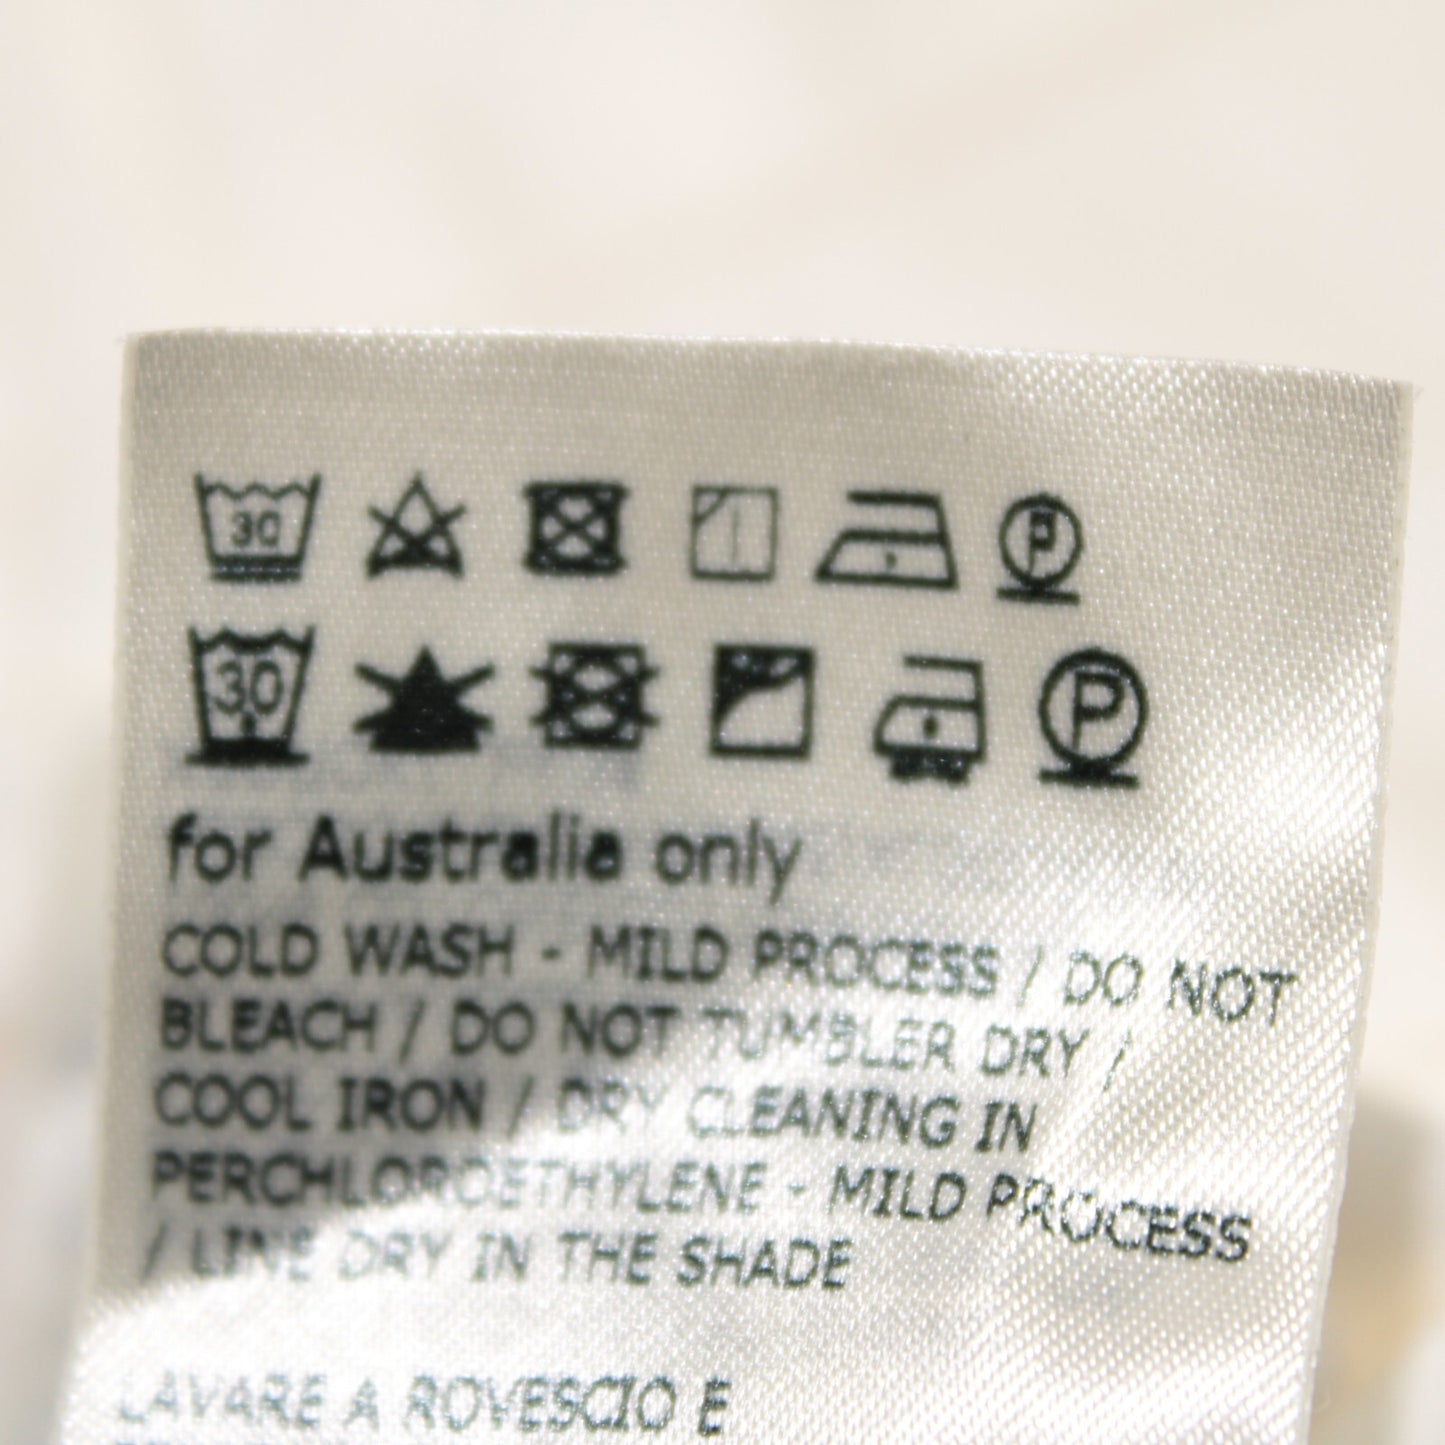 30 P
30 P
for Australia only
COLD WASH - MILD PROCESS / DO NOT
BLEACH / DO NOT TUMBLER DRY /
COOL IRON / DRY CLEANING IN
PERCHLOROETHYLENE - MILD PROCESS
/ LINE DRY IN THE SHADE
LAVARE A ROVESCIO E